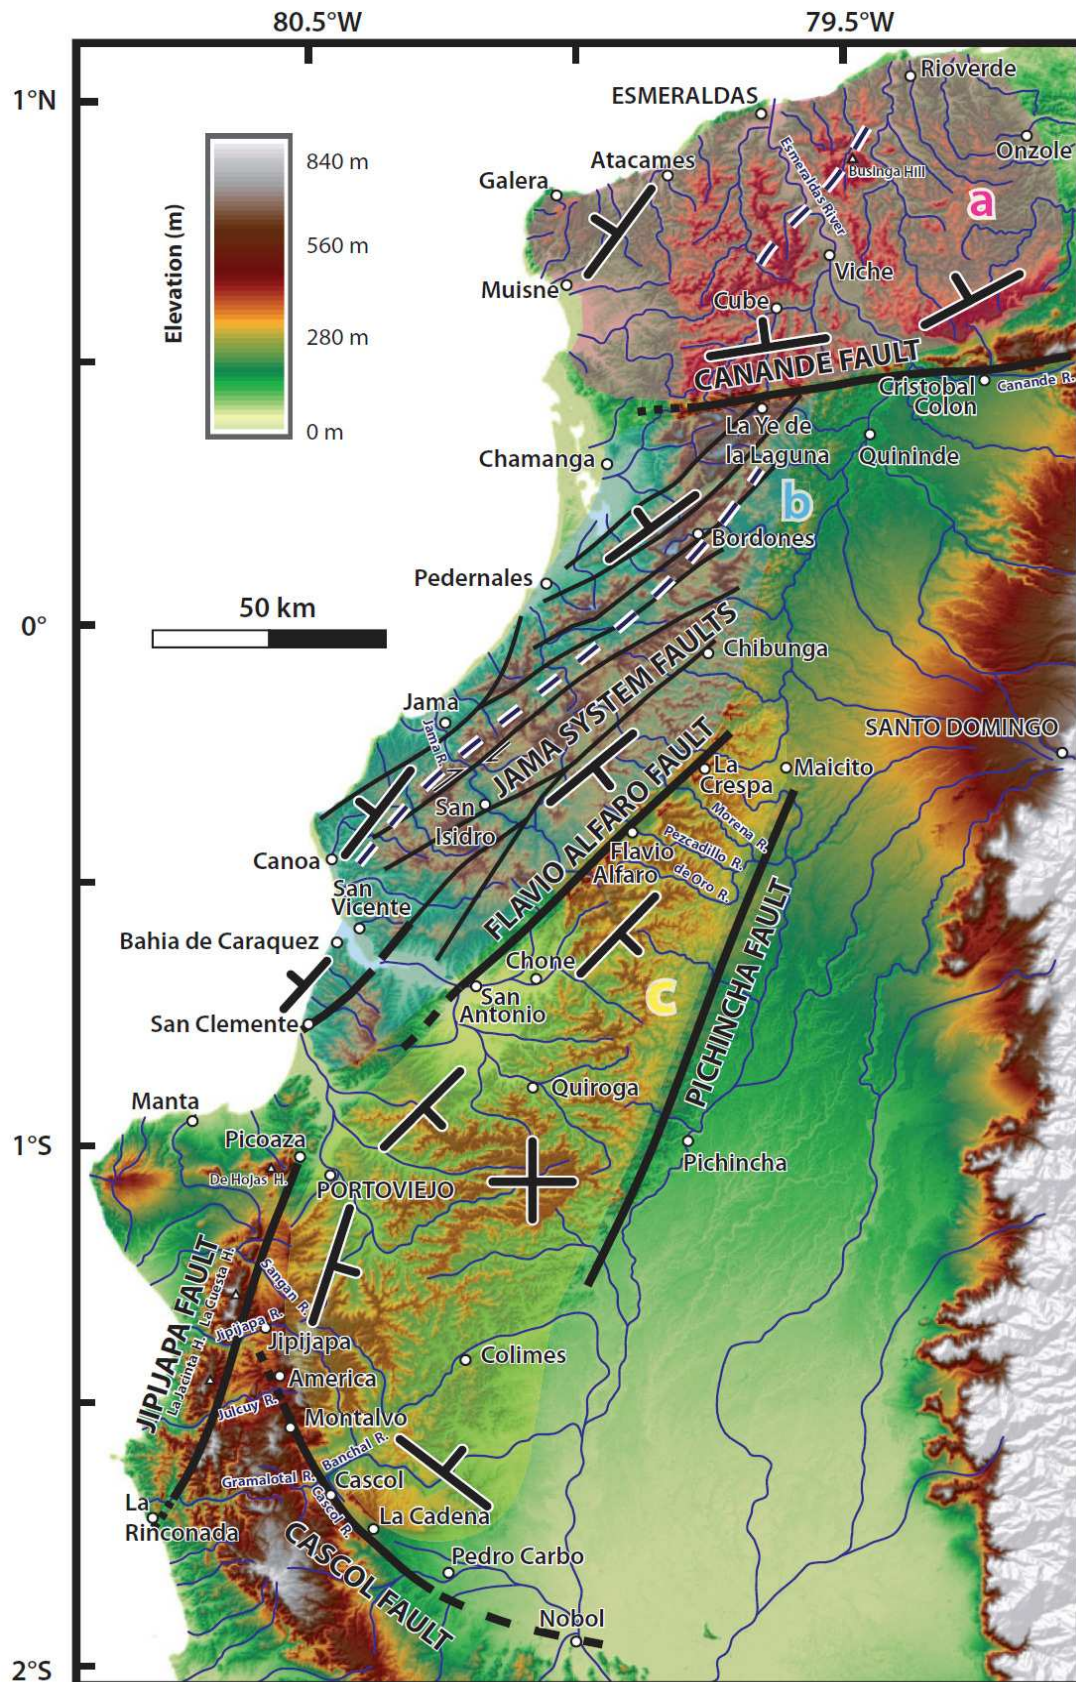 80.5°W
79.5°W
1°N
0°
1°S
2°S
Elevation (m)
840 m
560 m
280 m
0 m
50 km
Rioverde
ESMERALDAS
Onzole
Atacames
Esmeraldas River
Businga Hill
Galera
a
Viche
Muisne
Cube
CANANDE FAULT
Cristobal
Colon
Canande R.
La Ye de
la Laguna
Quininde
Chamanga
b
Bordones
Pedernales
JAMA SYSTEM FAULTS
Chibunga
Jama
Jama R.
SANTO DOMINGO
La
Crespa
Maicito
San
Isidro
FLAVIO ALFARO FAULT
Morena R.
Pezcadillo R.
Flavio
Alfaro
de Oro R.
Canoa
San
Vicente
Bahia de Caraquez
Chone
San
Antonio
c
PICHINCHA FAULT
San Clemente
Quiroga
Manta
Picoaza
De Hojas H.
PORTOVIEJO
Pichincha
JIPIJAPA FAULT
La Cuesta H.
Sangan R.
Jipijapa R.
Jipijapa
La Jacinta H.
Colimes
America
Julcuy R.
Montalvo
Banchal R.
Gramalotal R.
Cascol
Cascol R.
La
Rinconada
La Cadena
CASCOL FAULT
Pedro Carbo
Nobol